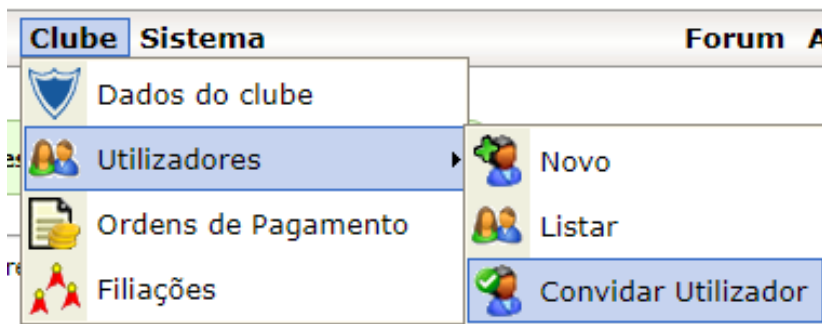 Clube Sistema Forum
Dados do clube
Utilizadores
Novo
Ordens de Pagamento
Listar
Filiações
Convidar Utilizador